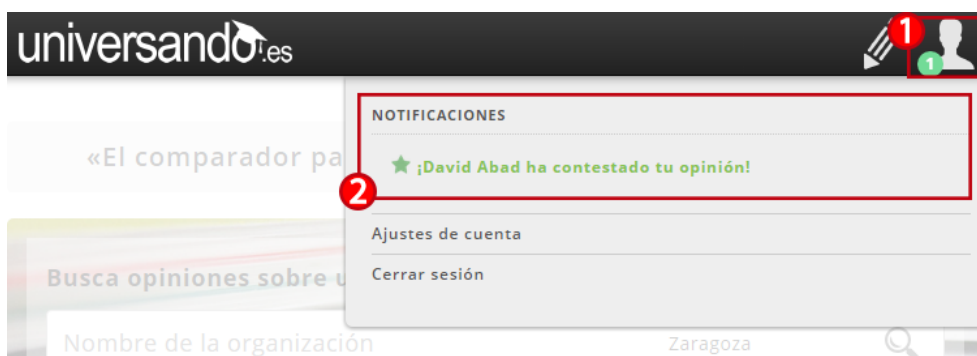 universando.es
1
1
NOTIFICACIONES
«El comparador pa
¡David Abad ha contestado tu opinión!
2
Ajustes de cuenta
Busca opiniones sobre u
Cerrar sesión
Nombre de la organización
Zaragoza